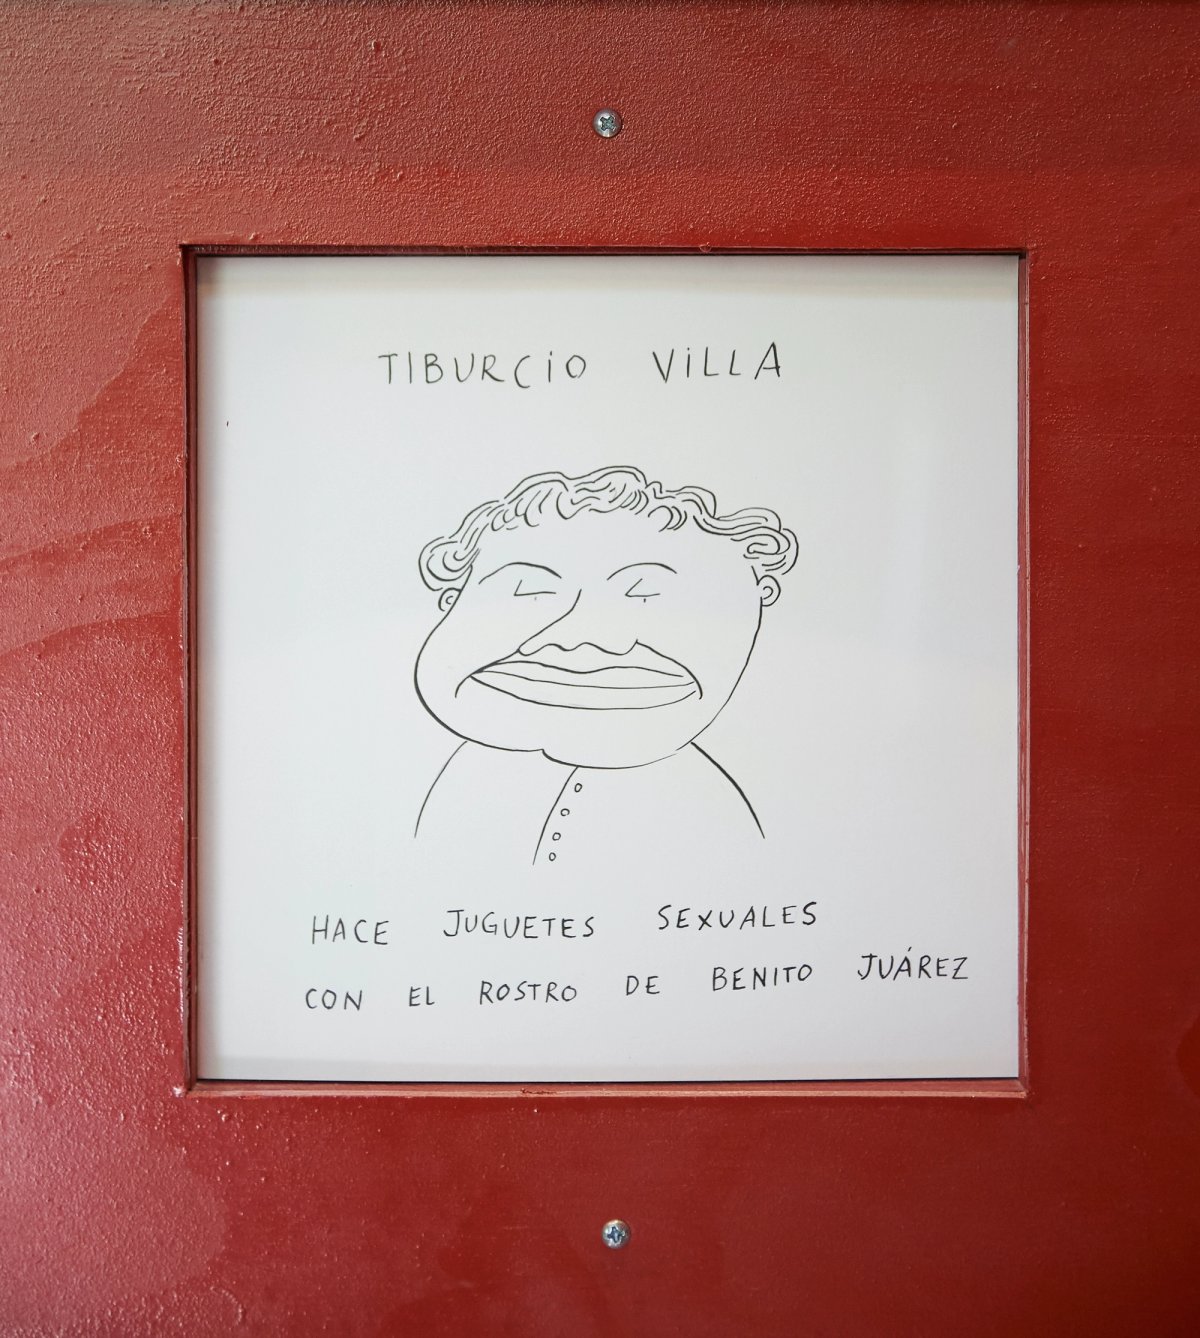 TIBURCIO VILLA
HACE JUGUETES SEXUALES
CON EL ROSTRO DE BENITO JUÁREZ